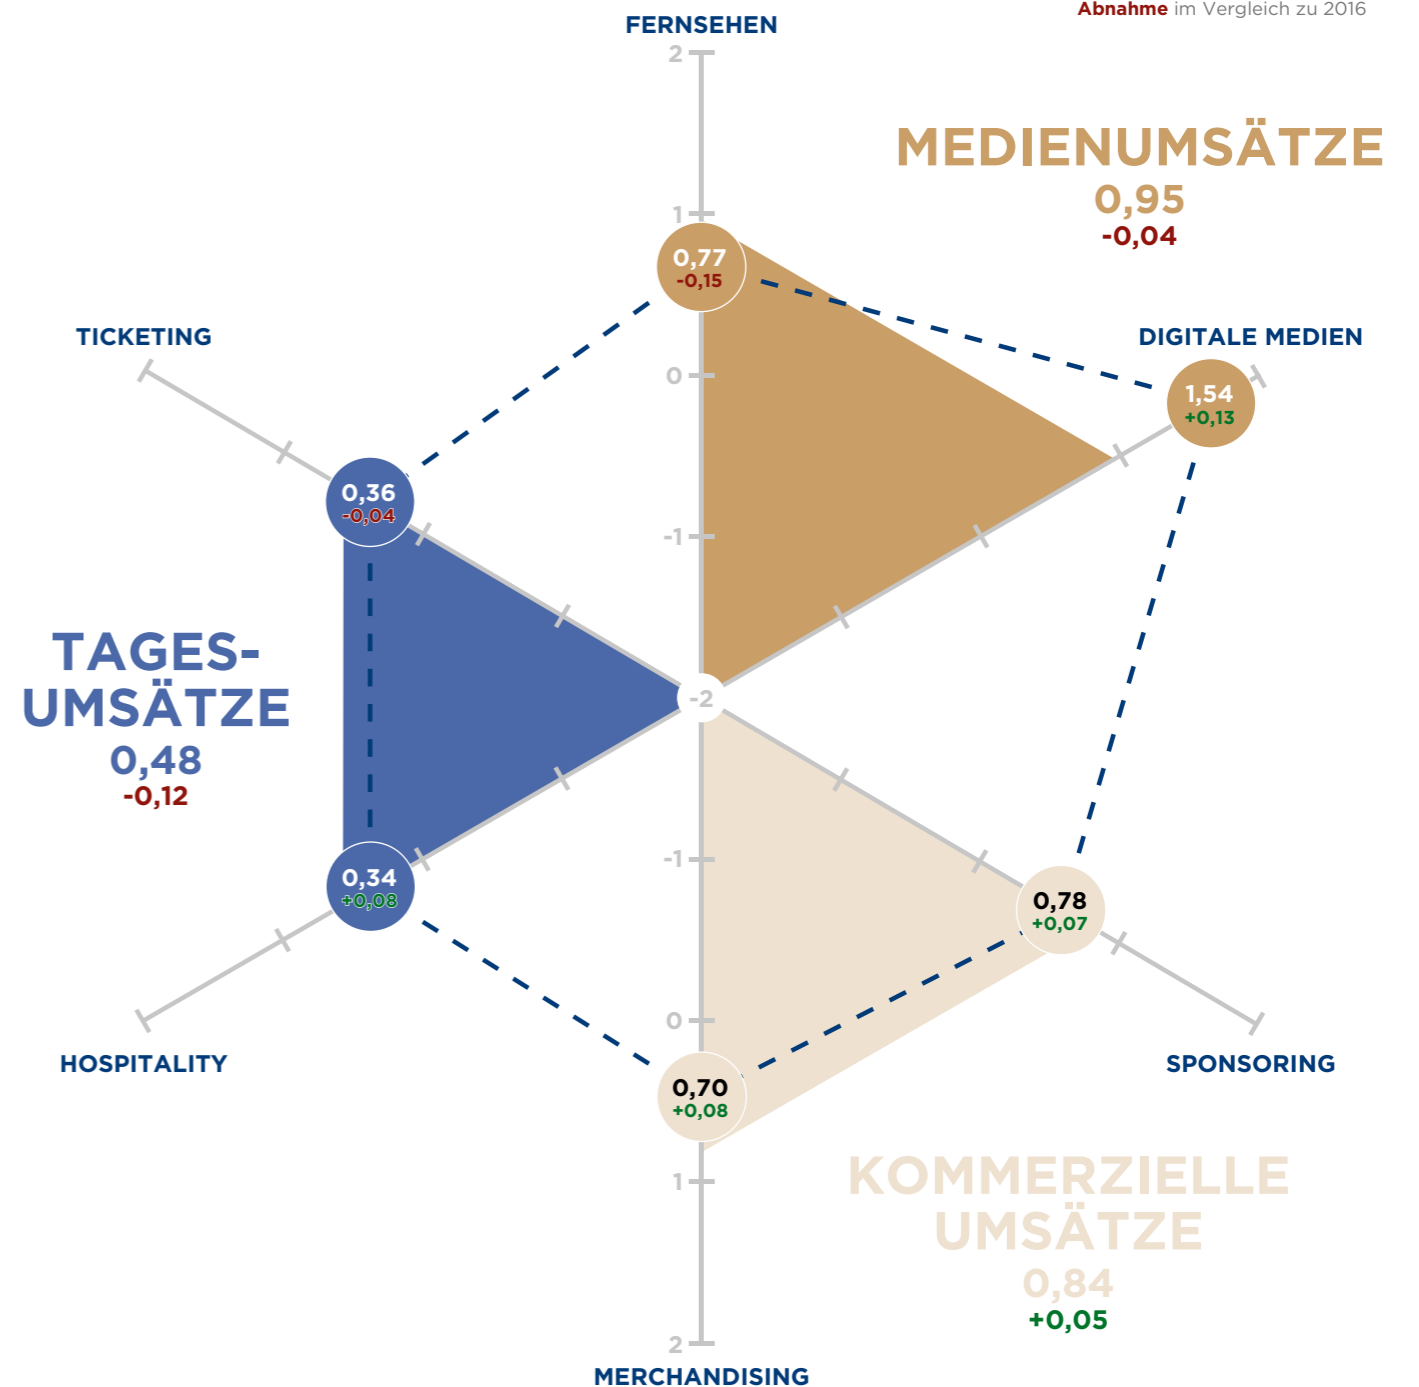 Abnahme im Vergleich zu 2016
FERNSEHEN
2
MEDIENUMSÄTZE
0,95
-0,04
1
0,77
-0,15
TICKETING
DIGITALE MEDIEN
0
1,54
+0,13
0,36
-0,04
-1
TAGES-
UMSÄTZE
0,48
-0,12
-2
-1
0,34
+0,08
0,78
+0,07
0
HOSPITALITY
SPONSORING
0,70
+0,08
1
KOMMERZIELLE
UMSÄTZE
0,84
+0,05
2
MERCHANDISING